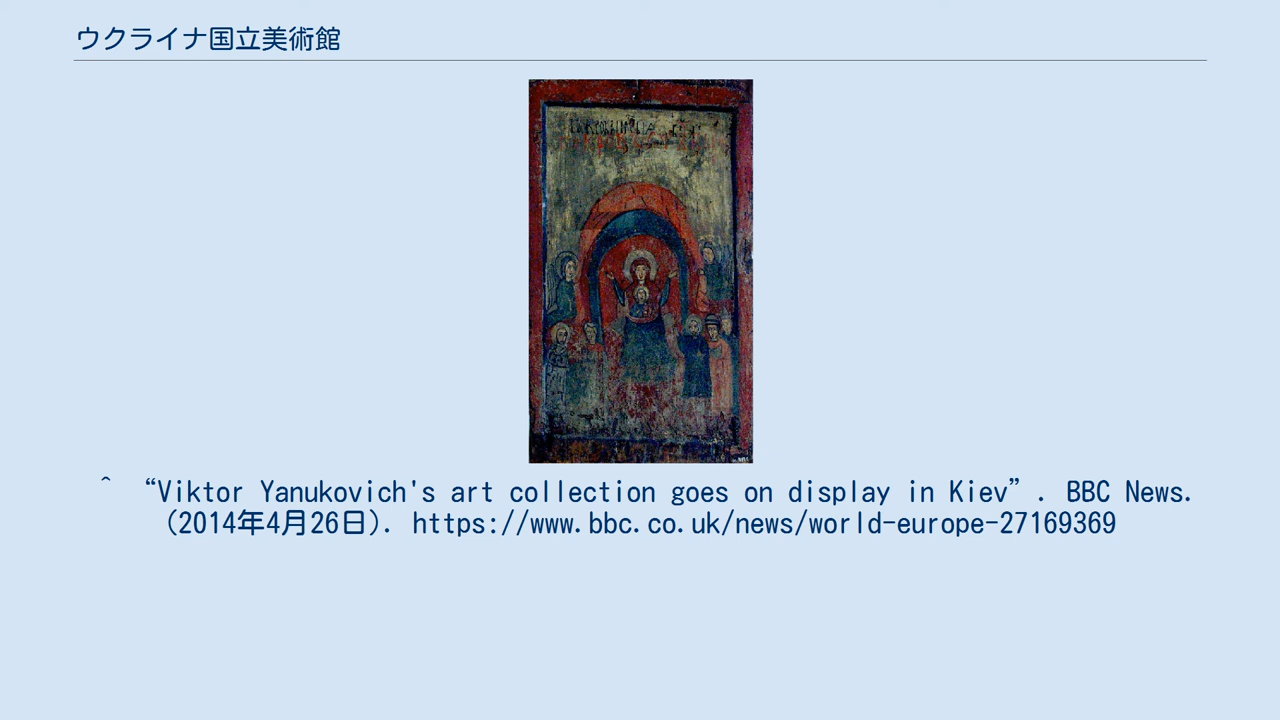 ウクライナ国立美術館
^ “Viktor Yanukovich's art collection goes on display in Kiev”. BBC News.
(2014年4月26日). https://www.bbc.co.uk/news/world-europe-27169369